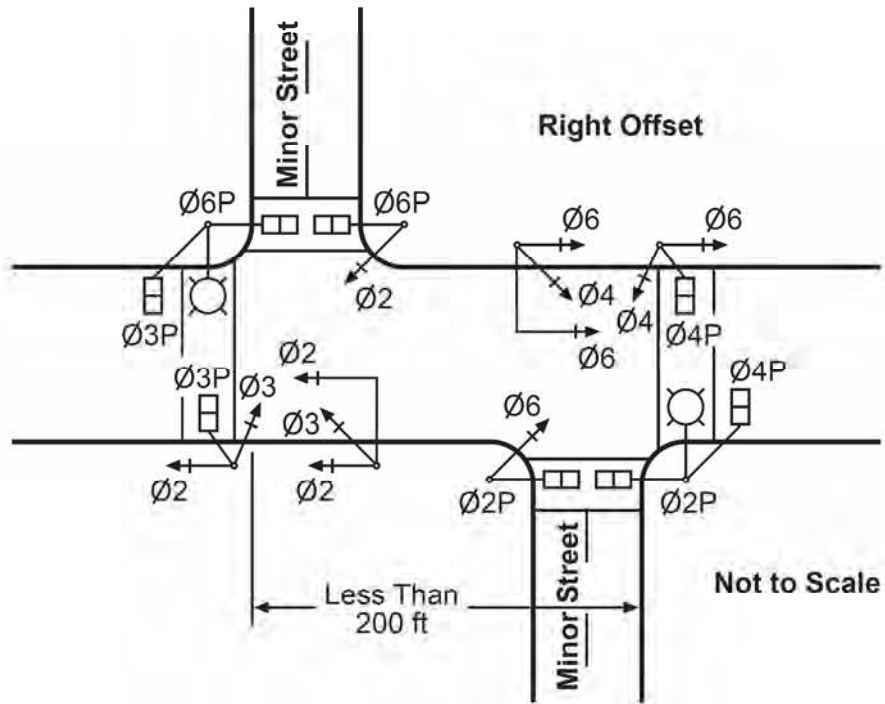 Minor Street
Right Offset
Ø6P
Ø6P
Ø6
Ø6
Ø2
Ø4
Ø4
Ø3P
Ø6
Ø4P
Ø3P
Ø3
Ø2
Ø4P
Ø3
Ø6
Ø2
Ø2
Ø2P
Ø2P
Less Than
200 ft
Minor Street
Not to Scale